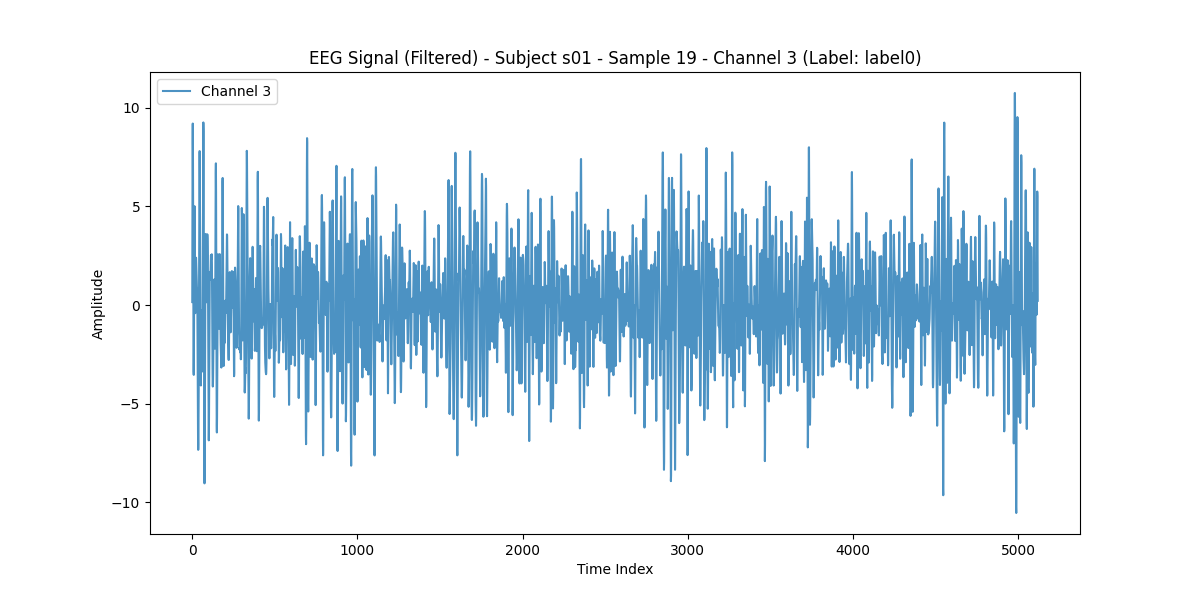 EEG Signal (Filtered) - Subject s01 - Sample 19 - Channel 3 (Label: label0)
Channel 3
10
5
0
−5
−10
Amplitude
0 1000 2000 3000 4000 5000
Time Index